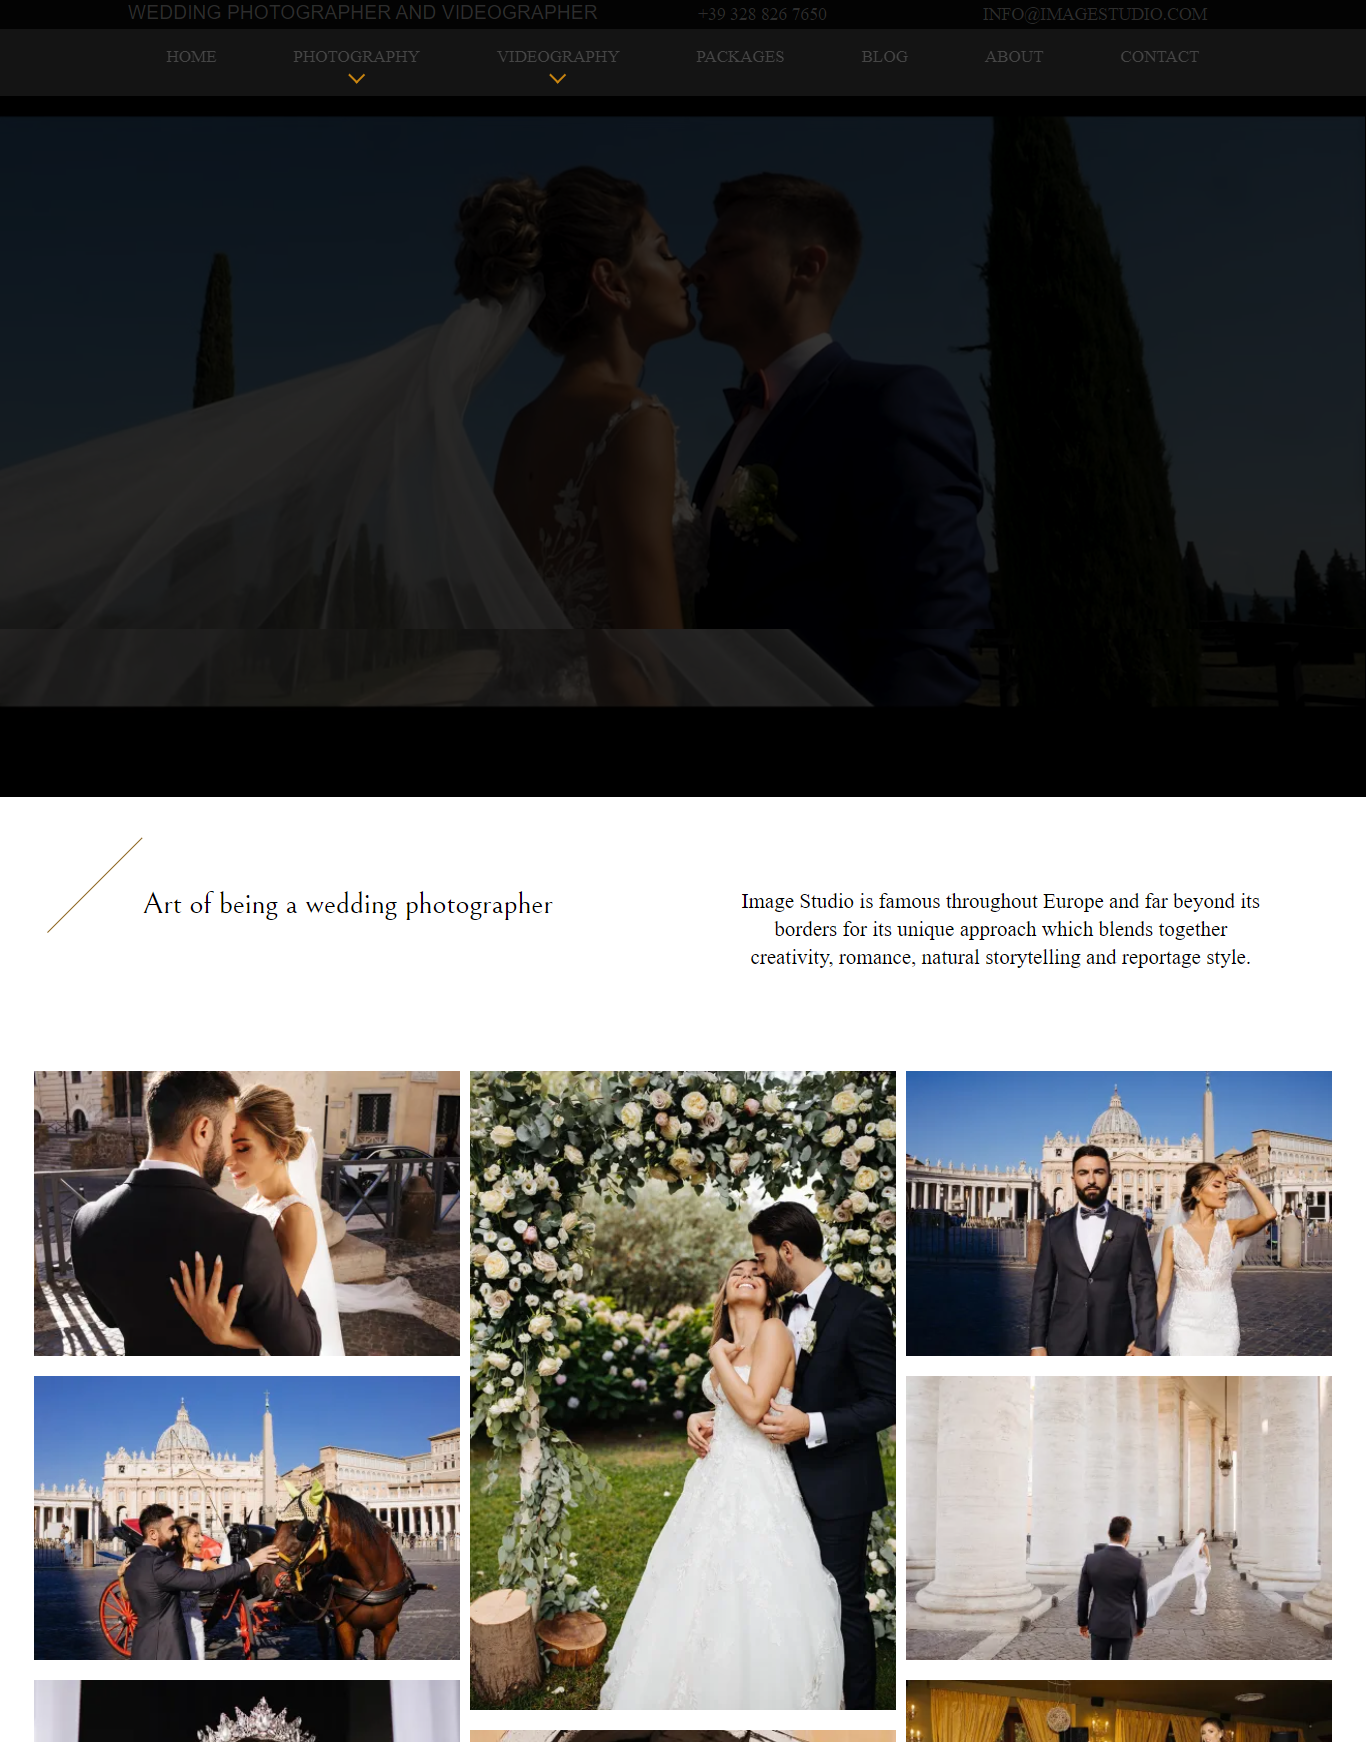 WEDDING PHOTOGRAPHER AND VIDEOGRAPHER
+39 328 826 7650
INFO@IMAGESTUDIO.COM
HOME
PHOTOGRAPHY
VIDEOGRAPHY
PACKAGES
BLOG
ABOUT
CONTACT
Art of being a wedding photographer
Image Studio is famous throughout Europe and far beyond its
borders for its unique approach which blends together
creativity, romance, natural storytelling and reportage style.